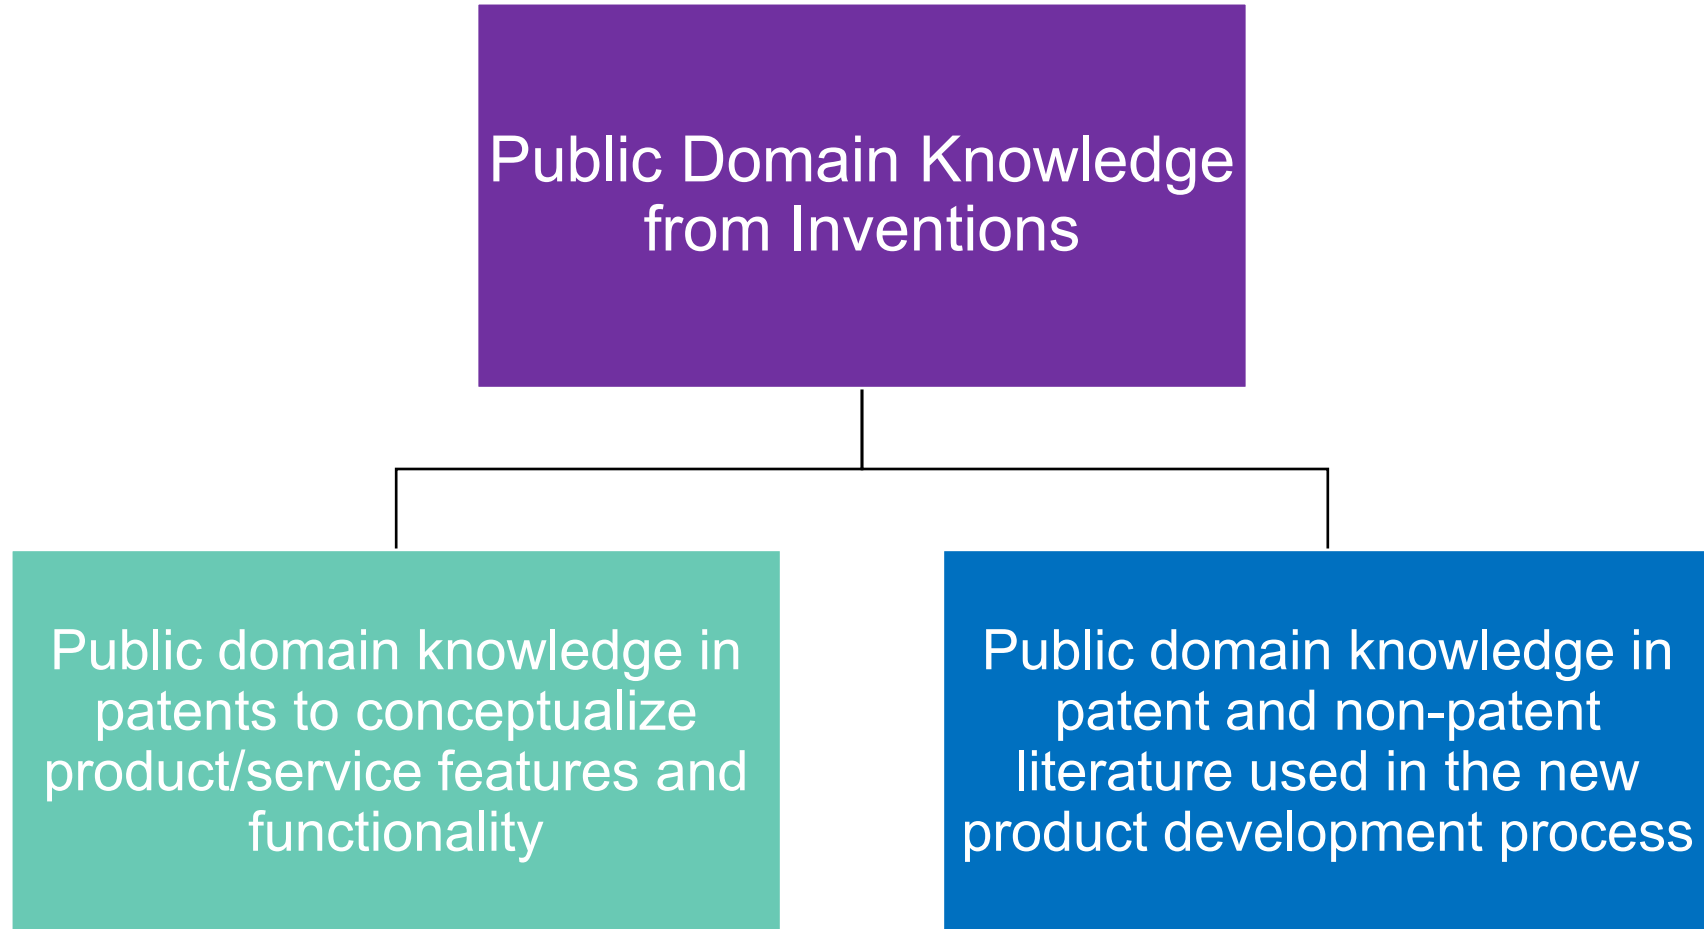 Public Domain Knowledge
from Inventions
Public domain knowledge in
patents to conceptualize
product/service features and
functionality
Public domain knowledge in
patent and non-patent
literature used in the new
product development process